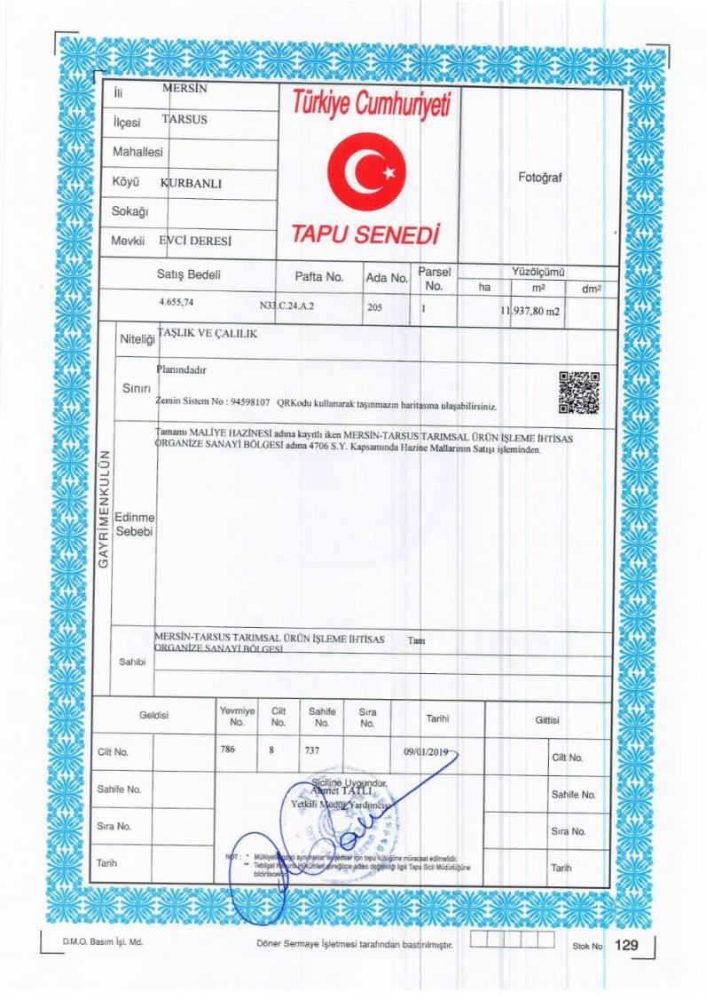 İli MERSİN
İlçesi TARSUS
Mahallesi
Köyü KURBANLI
Sokağı
Mevkii EVCİ DERESİ
Türkiye Cumhuriyeti
TAPU SENEDİ
Fotoğraf
Satış Bedeli Pafta No. Ada No. Parsel No. Yüzölçümü
ha m2 dm2
4.655,74 N33.C.24.A.2 205 1 11.937,80 m2
GAYRİMENKULÜN
Niteliği TAŞLIK VE ÇALILIK
Sınırı
Planındadır
Zemin Sistem No : 94598107 QRKodu kullanarak taşınmazın haritasına ulaşabilirsiniz.
Edinme Sebebi
Tamamı MALİYE HAZİNESİ adına kayıtlı iken MERSİN-TARSUS TARIMSAL ÜRÜN İŞLEME İHTİSAS
ORGANİZE SANAYİ BÖLGESİ adına 4706 S.Y. Kapsamında Hazine Mallarının Satışı işleminden.
Sahibi
MERSİN-TARSUS TARIMSAL ÜRÜN İŞLEME İHTİSAS Tam
ORGANİZE SANAYİ BÖLGESİ
Geldisi Yevmiye No. Cilt No. Sahife No. Sıra No. Tarihi Gittisi
Cilt No. 786 8 737 09/01/2019 Cilt No.
Siciline Uygundur.
Ahmet TATLI
Yetkili Müdür Yardımcısı
Sahife No. Sahife No.
Sıra No. Sıra No.
Tarih Tarih
NOT : * Mülkiyetin gayri ayni haklar ile şerhler için tapu kütüğüne müracaat edilmelidir.
** Tebligat Kanunu Hükümleri gereğince adres değişikliği ilgili Tapu Sicil Müdürlüğüne
bildirilecektir.
D.M.O. Basım İşl. Md. Döner Sermaye İşletmesi tarafından bastırılmıştır. Stok No 129